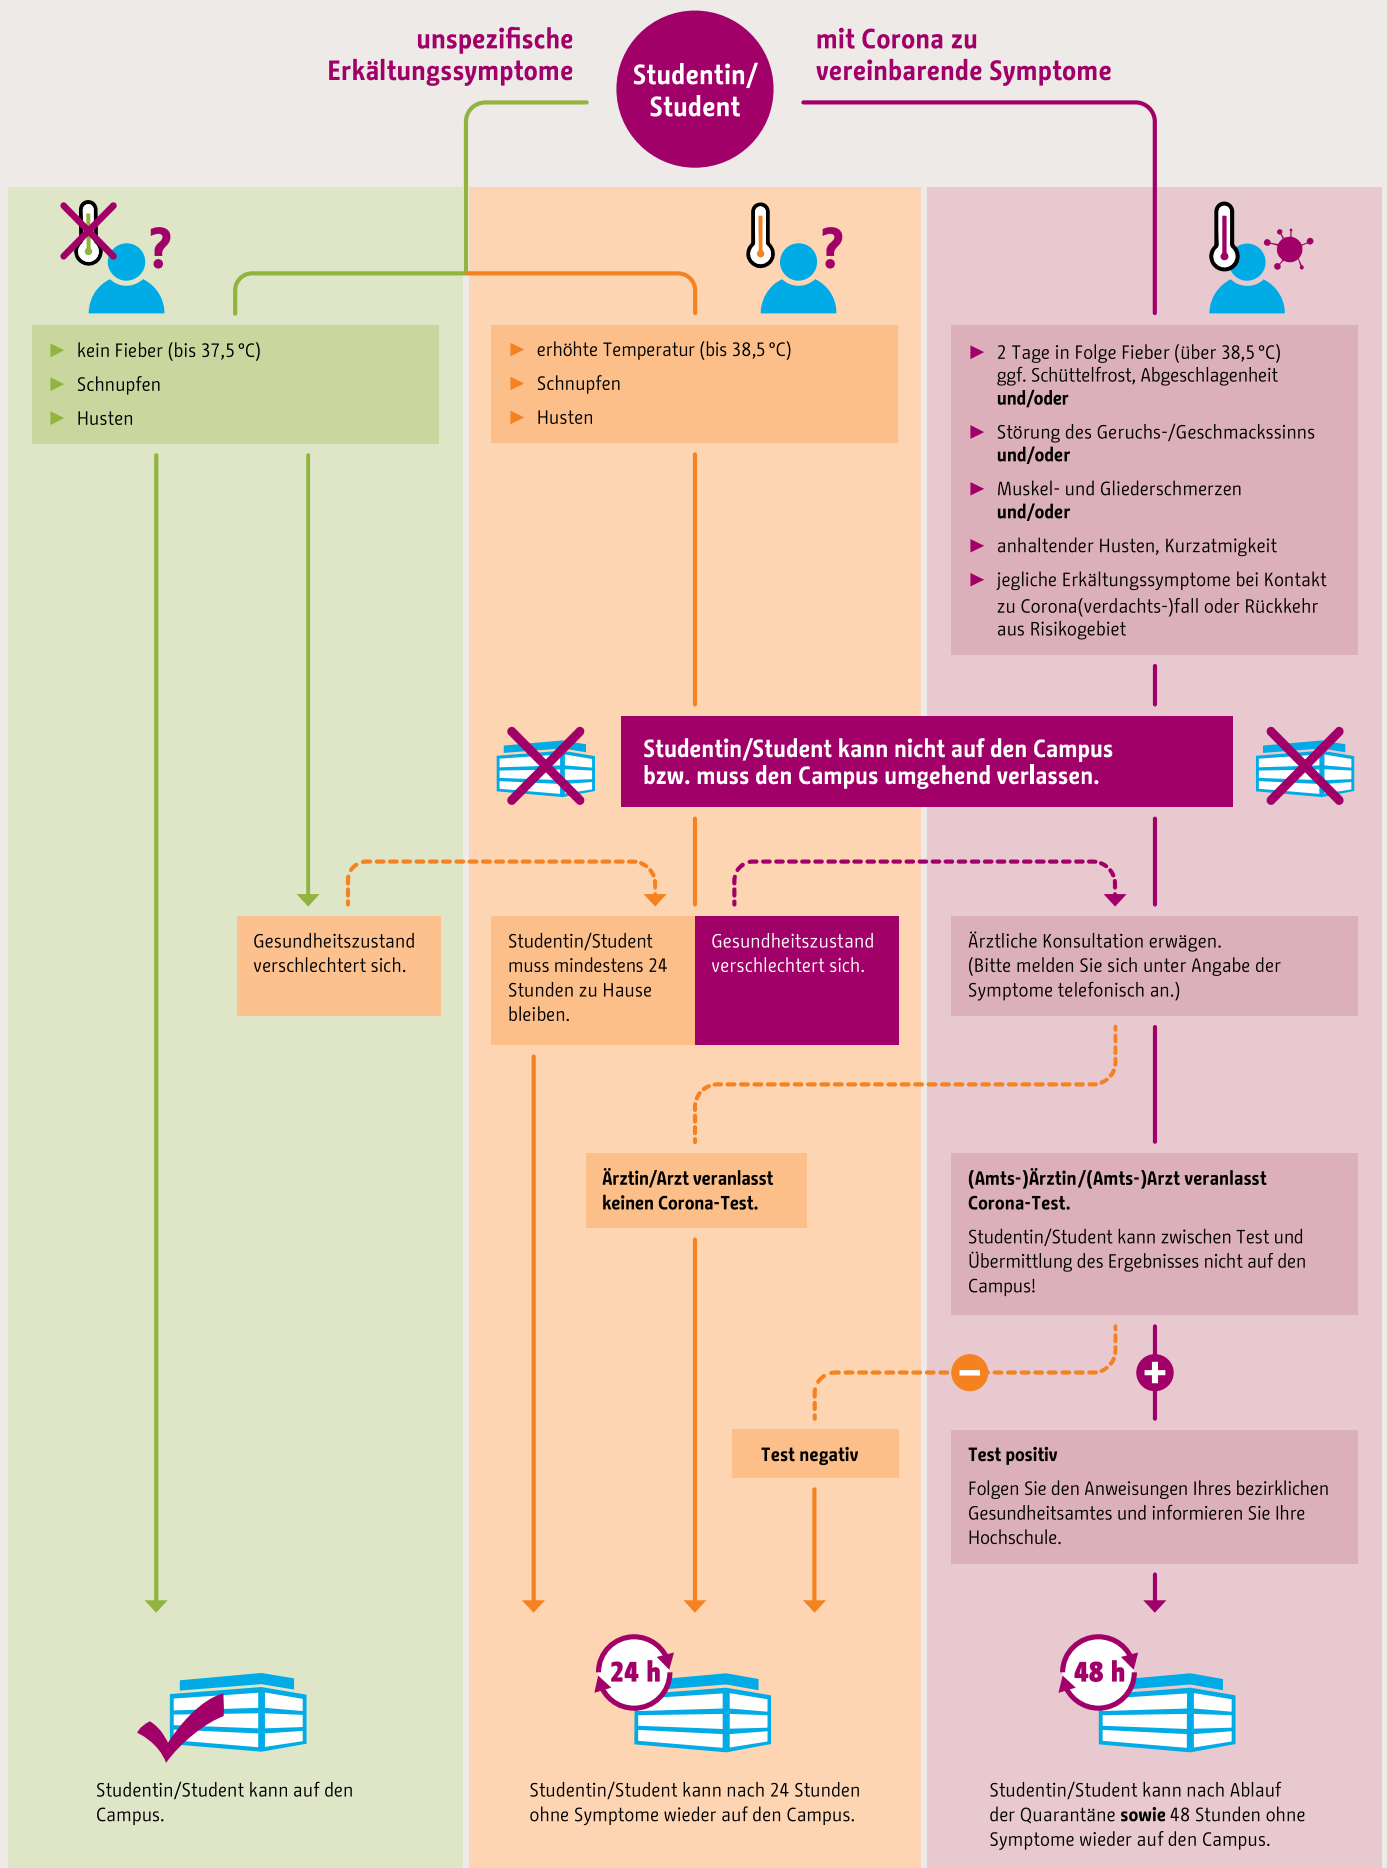 unspezifische
Erkältungssymptome
Studentin/
Student
mit Corona zu
vereinbarende Symptome
?
?
kein Fieber (bis 37,5 °C)
Schnupfen
Husten
erhöhte Temperatur (bis 38,5 °C)
Schnupfen
Husten
2 Tage in Folge Fieber (über 38,5 °C)
ggf. Schüttelfrost, Abgeschlagenheit
und/oder
Störung des Geruchs-/Geschmackssinns
und/oder
Muskel- und Gliederschmerzen
und/oder
anhaltender Husten, Kurzatmigkeit
jegliche Erkältungssymptome bei Kontakt
zu Corona(verdachts-)fall oder Rückkehr
aus Risikogebiet
Studentin/Student kann nicht auf den Campus
bzw. muss den Campus umgehend verlassen.
Gesundheitszustand
verschlechtert sich.
Studentin/Student
muss mindestens 24
Stunden zu Hause
bleiben.
Gesundheitszustand
verschlechtert sich.
Ärztliche Konsultation erwägen.
(Bitte melden Sie sich unter Angabe der
Symptome telefonisch an.)
Ärztin/Arzt veranlasst
keinen Corona-Test.
(Amts-)Ärztin/(Amts-)Arzt veranlasst
Corona-Test.
Studentin/Student kann zwischen Test und
Übermittlung des Ergebnisses nicht auf den
Campus!
Test negativ
Test positiv
Folgen Sie den Anweisungen Ihres bezirklichen
Gesundheitsamtes und informieren Sie Ihre
Hochschule.
24 h
48 h
Studentin/Student kann auf den
Campus.
Studentin/Student kann nach 24 Stunden
ohne Symptome wieder auf den Campus.
Studentin/Student kann nach Ablauf
der Quarantäne sowie 48 Stunden ohne
Symptome wieder auf den Campus.